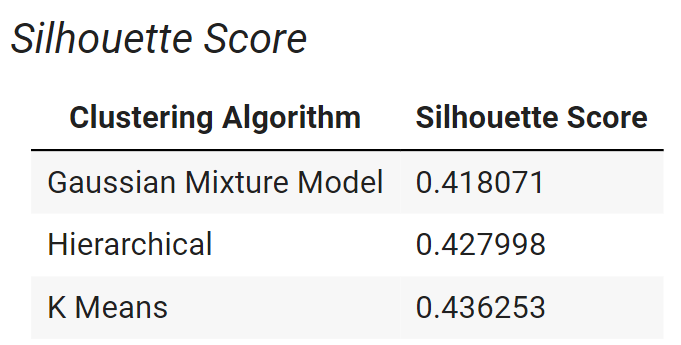 Silhouette Score
Clustering Algorithm Silhouette Score
Gaussian Mixture Model 0.418071
Hierarchical 0.427998
K Means 0.436253